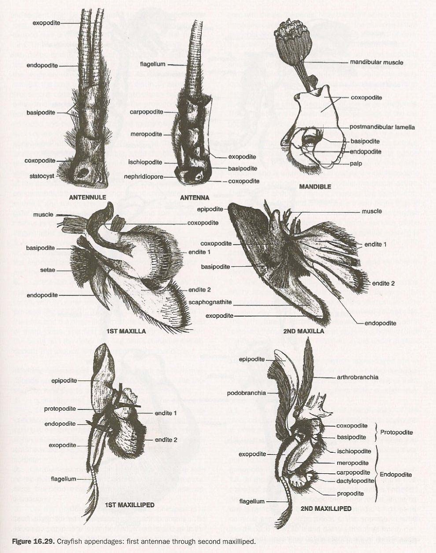 exopodite
endopodite
basipodite
coxopodite
statocyst
ANTENNULE
flagellum
carpopodite
meropodite
ischiopodite
nephridiopore
exopodite
basipodite
coxopodite
ANTENNA
mandibular muscle
coxopodite
postmandibular lamella
basipodite
endopodite
palp
MANDIBLE
muscle
basipodite
setae
endopodite
coxopodite
endite 1
endite 2
1ST MAXILLA
epipodite
coxopodite
basipodite
scaphognathite
exopodite
muscle
endite 1
endite 2
endopodite
2ND MAXILLA
epipodite
protopodite
endopodite
exopodite
flagellum
endite 1
endite 2
1ST MAXILLIPED
epipodite
podobranchia
exopodite
flagellum
arthrobranchia
coxopodite
basipodite
Protopodite
ischiopodite
meropodite
carpopodite
dactylopodite
propodite
Endopodite
2ND MAXILLIPED
Figure 16.29. Crayfish appendages: first antennae through second maxilliped.